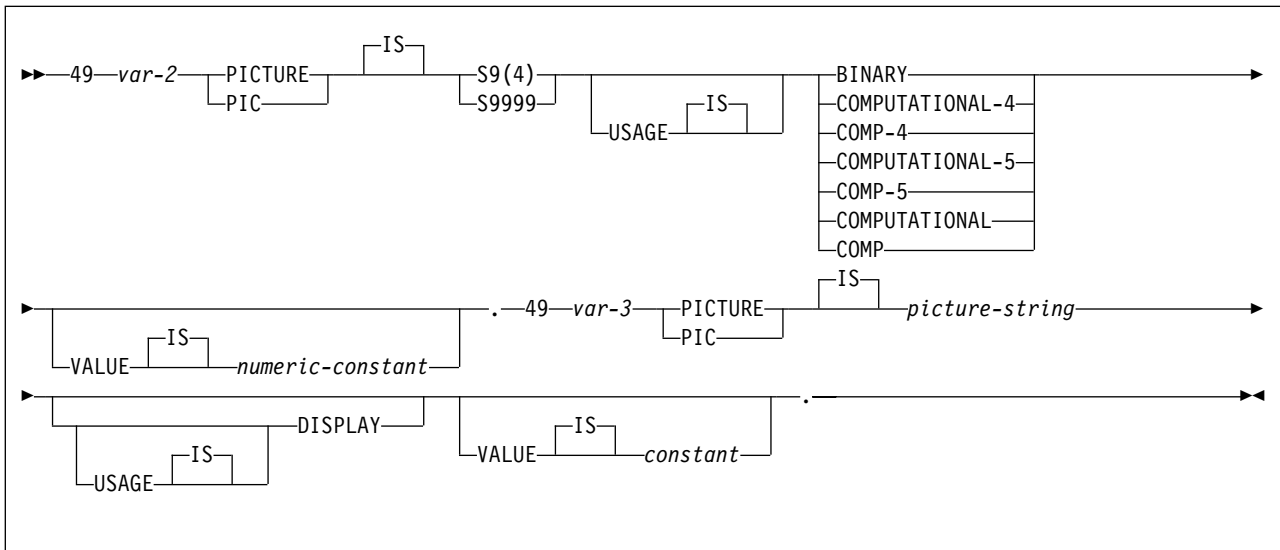 IS
49 var-2 PICTURE S9(4) BINARY
PIC S9999 IS COMPUTATIONAL-4
USAGE COMP-4
COMPUTATIONAL-5
COMP-5
COMPUTATIONAL
COMP
IS
. 49 var-3 PICTURE picture-string
IS PIC
VALUE numeric-constant
.
DISPLAY IS
IS VALUE constant
USAGE